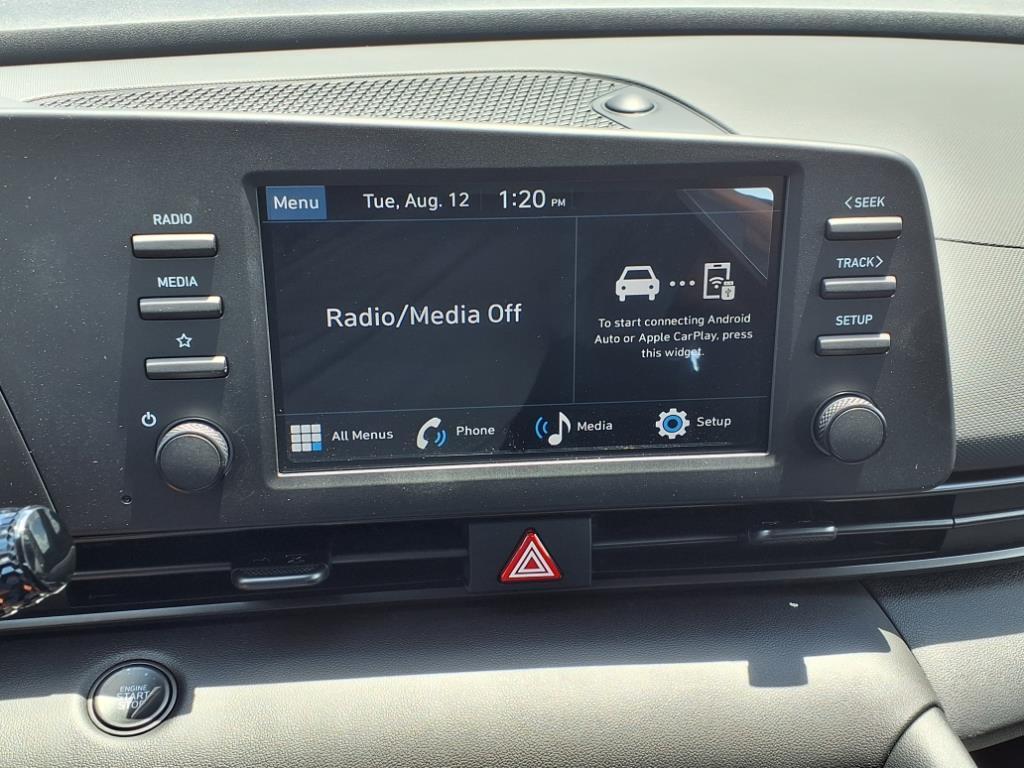 Menu
Tue, Aug. 12
1:20 PM
RADIO
MEDIA
Radio/Media Off
To start connecting Android
Auto or Apple CarPlay, press
this widget.
<SEEK
TRACK>
SETUP
All Menus
Phone
Media
Setup
ENGINE
START
STOP